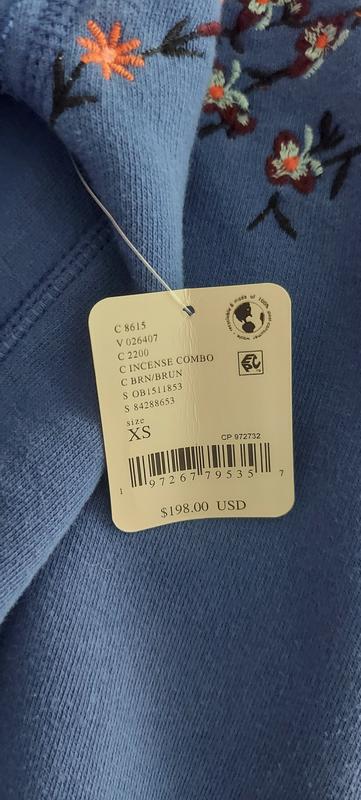 C 8615
V 026407
C 2200
C INCENSE COMBO
C BRN/BRUN
S OB1511853
S 84288653
size
XS
CP 972732
1 97267 79535 7
$198.00 USD